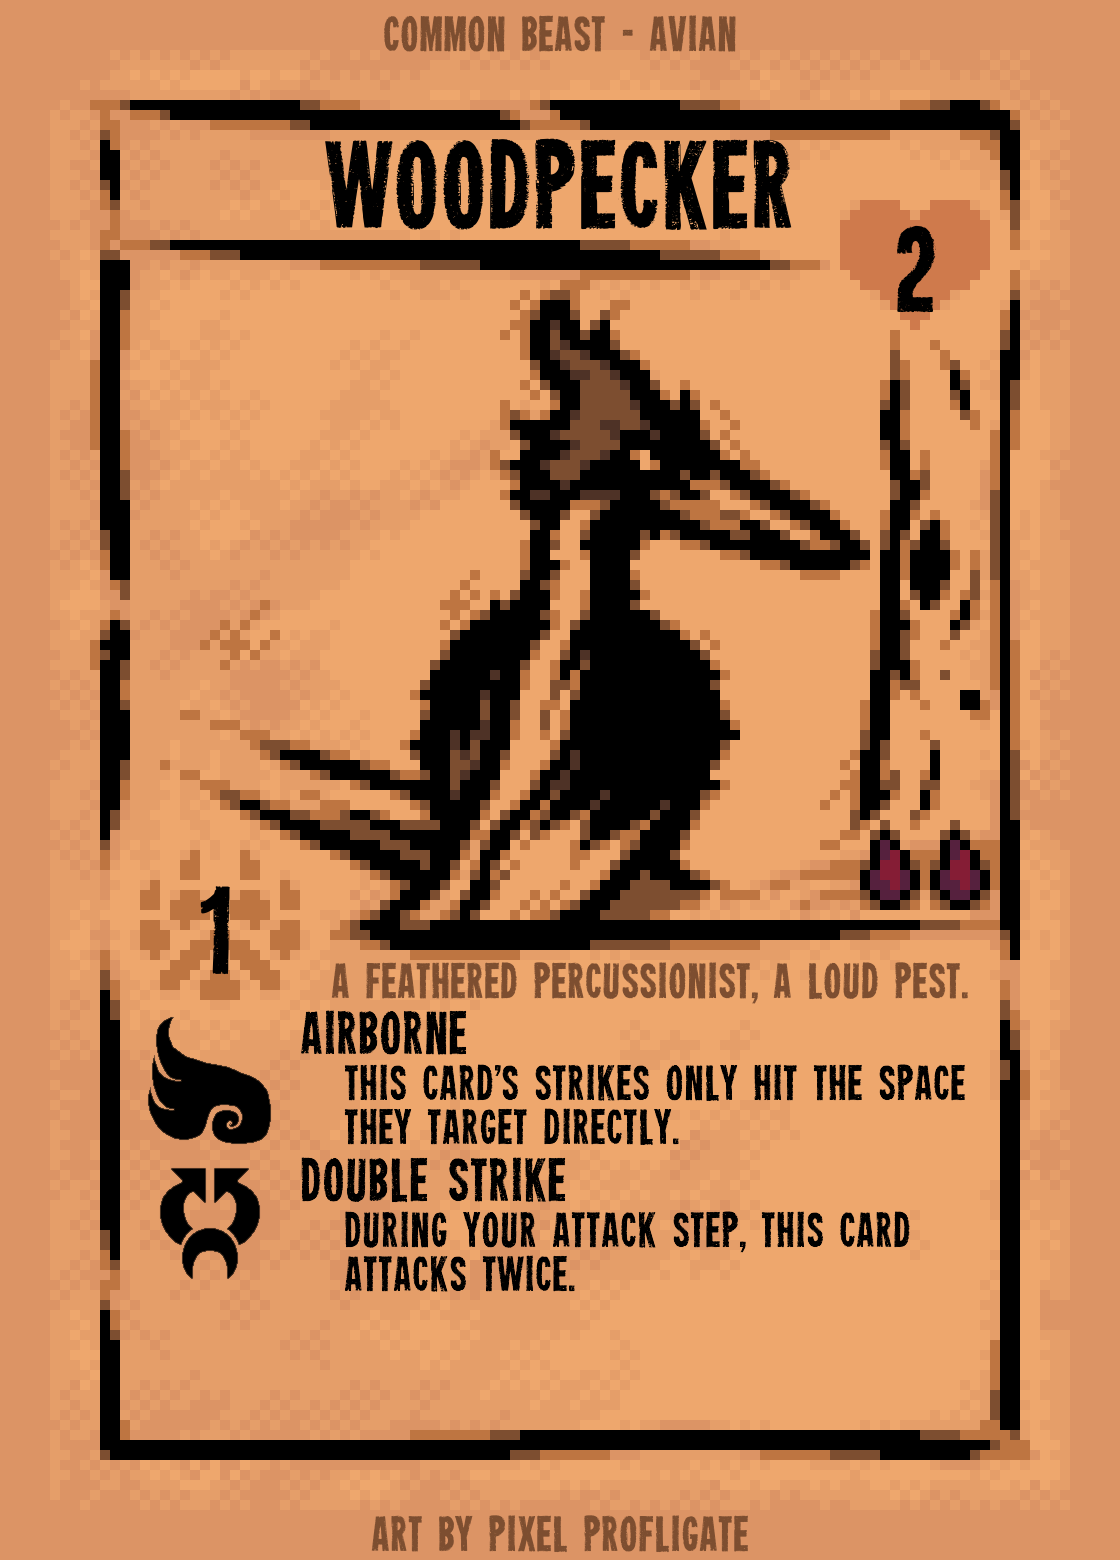 COMMON BEAST - AVIAN
WOODPECKER
2
1
A FEATHERED PERCUSSIONIST, A LOUD PEST.
AIRBORNE
THIS CARD'S STRIKES ONLY HIT THE SPACE
THEY TARGET DIRECTLY.
DOUBLE STRIKE
DURING YOUR ATTACK STEP, THIS CARD
ATTACKS TWICE.
ART BY PIXEL PROFLIGATE